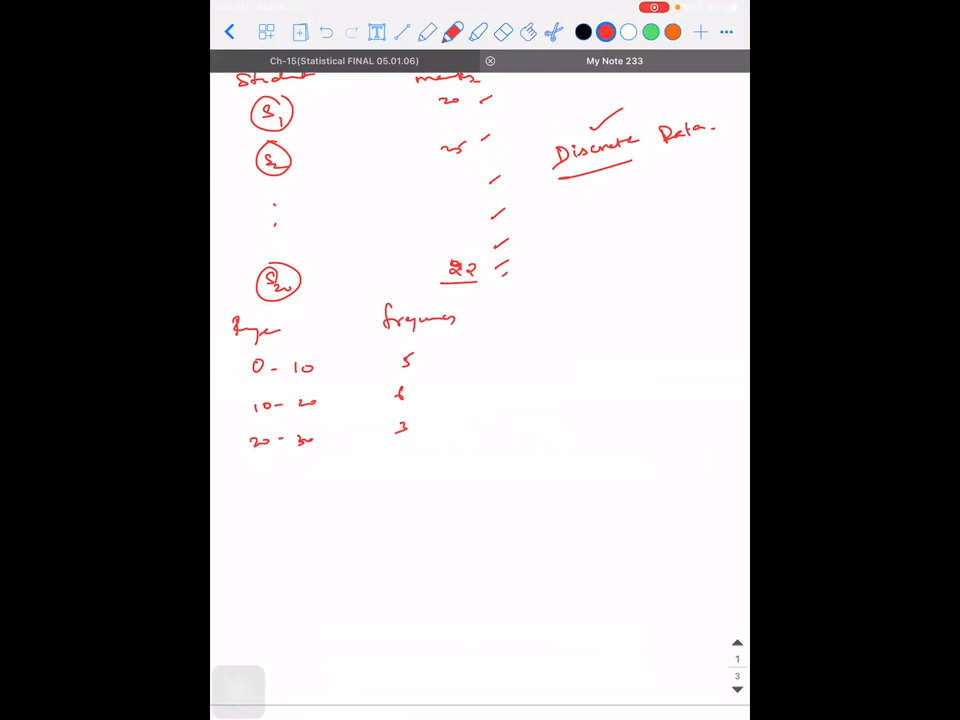 Ch-15(Statistical FINAL 05.01.06)
My Note 233
Student marks
S1 20
Discrete Data.
S2 25
:
S20 22
Range frequency
0 - 10 5
10 - 20 6
20 - 30 3
1
3